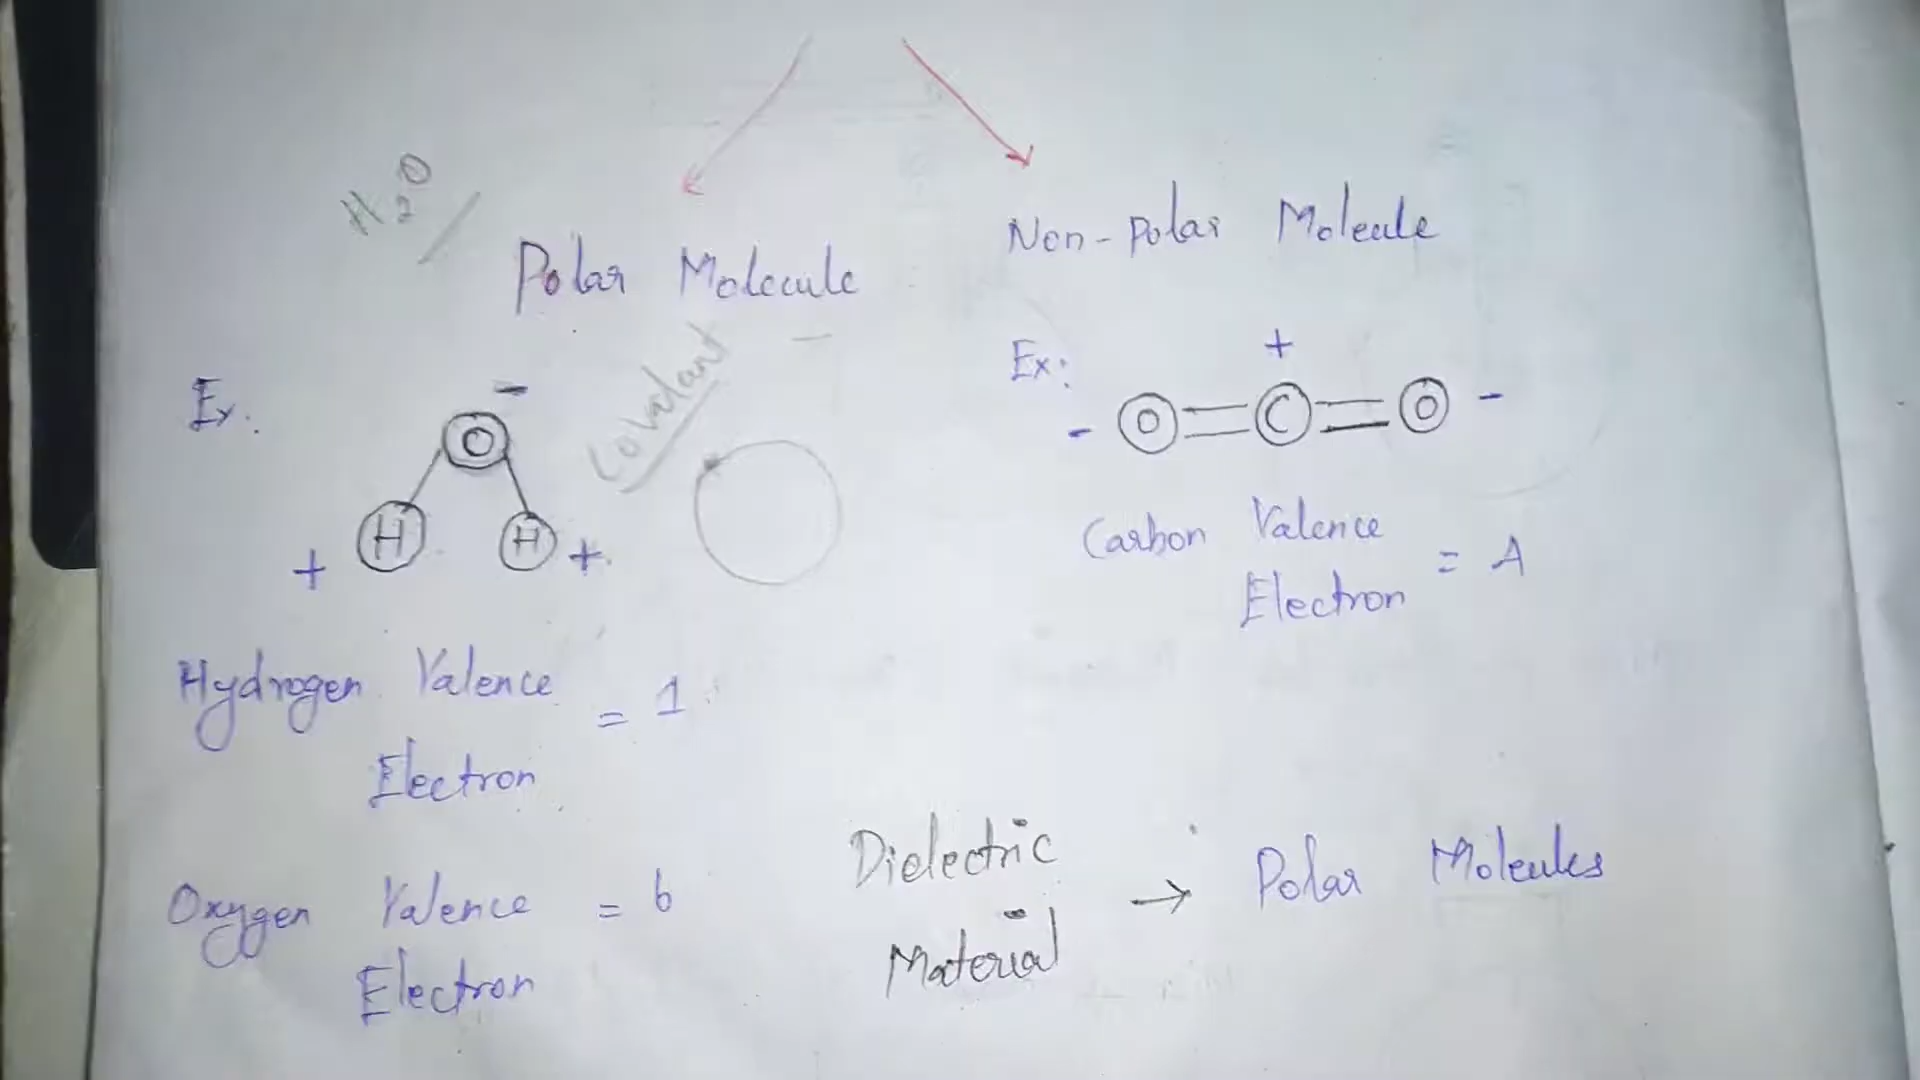 H2O
Polar Molecule
Non-polar Molecule
Covalant
Ex.
-
O
H
H
+
+
Ex:
+
- O = C = O -
Carbon Valence
Electron = 4
Hydrogen Valence
Electron = 1
Oxygen Valence
Electron = 6
Dielectric
Material → Polar Molecules